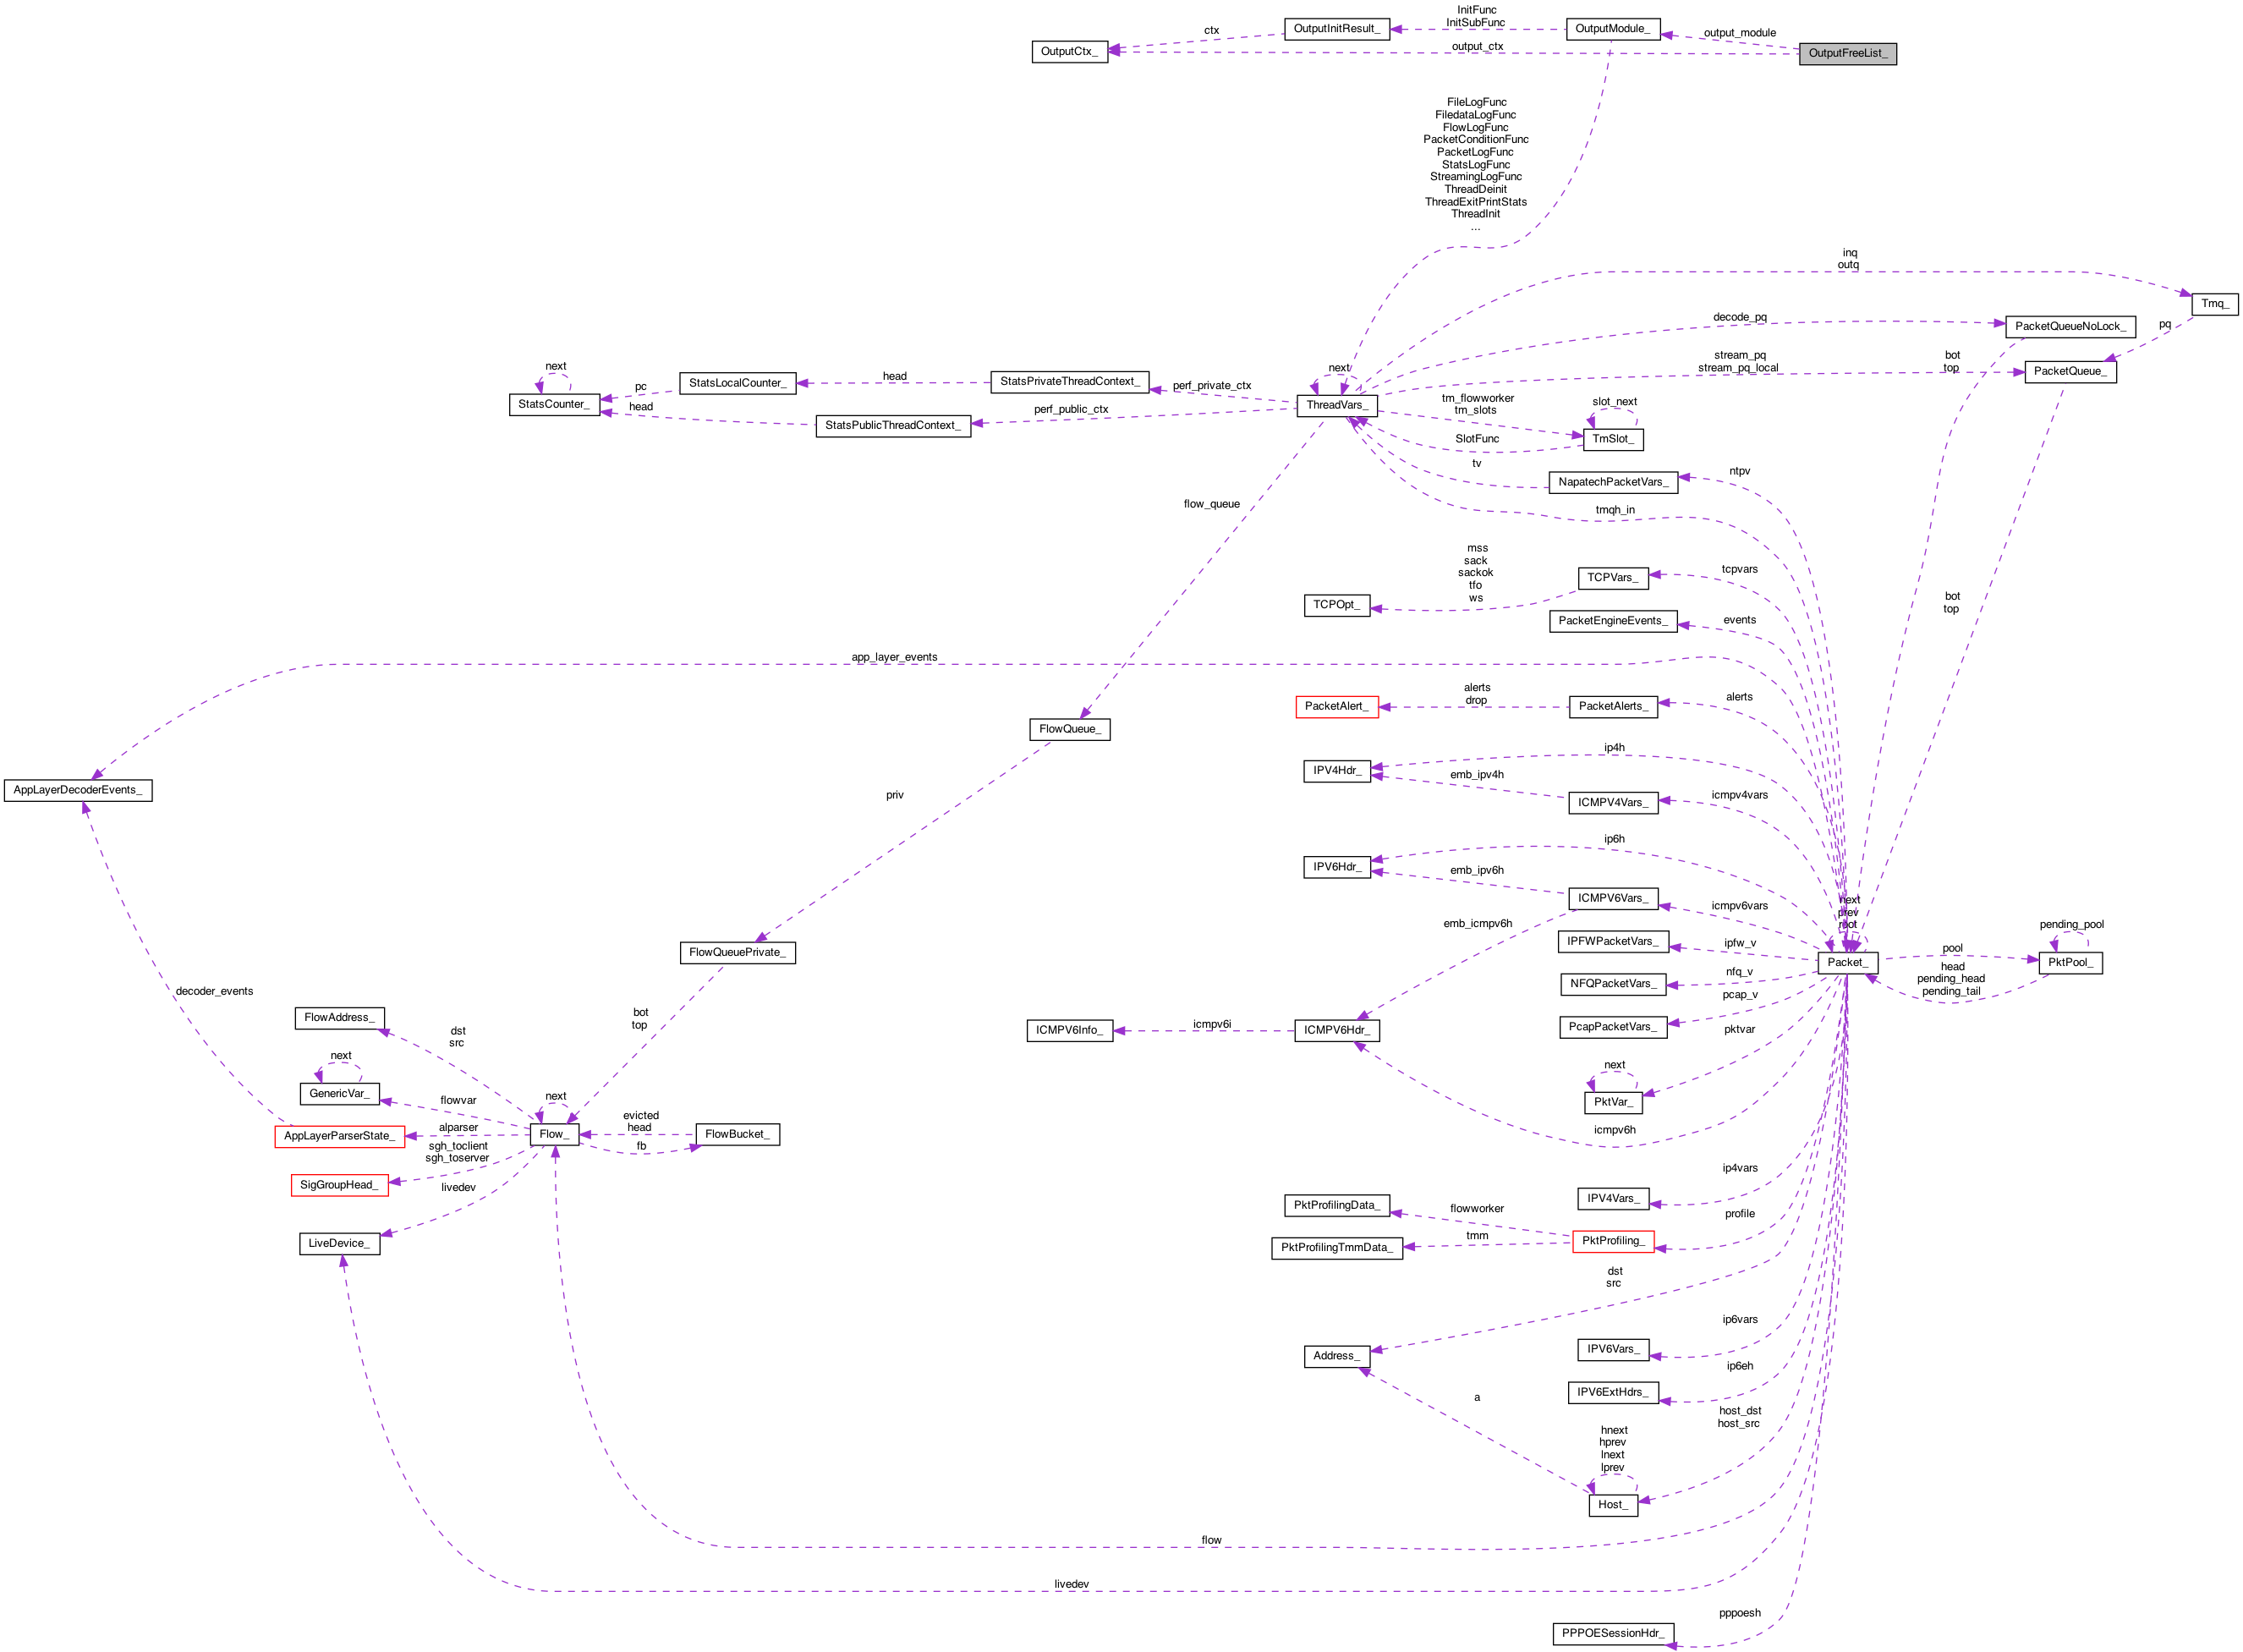 InitFunc
InitSubFunc
OutputInitResult_
OutputModule_
output_module
ctx
OutputCtx_
output_ctx
OutputFreeList_
FileLogFunc
FiledataLogFunc
FlowLogFunc
PacketConditionFunc
PacketLogFunc
StatsLogFunc
StreamingLogFunc
ThreadDeinit
ThreadExitPrintStats
ThreadInit
...
inq
outq
Tmq_
decode_pq
PacketQueueNoLock_
pq
next
StatsCounter_
pc
head
StatsLocalCounter_
head
StatsPrivateThreadContext_
perf_private_ctx
StatsPublicThreadContext_
perf_public_ctx
next
ThreadVars_
stream_pq
stream_pq_local
bot
top
PacketQueue_
tm_flowworker
tm_slots
slot_next
TmSlot_
SlotFunc
tv
NapatechPacketVars_
ntpv
flow_queue
tmqh_in
mss
sack
sackok
tfo
ws
TCPOpt_
TCPVars_
tcpvars
PacketEngineEvents_
events
bot
top
app_layer_events
alerts
drop
PacketAlert_
PacketAlerts_
alerts
FlowQueue_
AppLayerDecoderEvents_
priv
ip4h
IPV4Hdr_
emb_ipv4h
ICMPV4Vars_
icmpv4vars
ip6h
IPV6Hdr_
emb_ipv6h
ICMPV6Vars_
icmpv6vars
next
prev
root
emb_icmpv6h
IPFWPacketVars_
ipfw_v
Packet_
pool
pending_pool
PktPool_
head
pending_head
pending_tail
FlowQueuePrivate_
decoder_events
NFQPacketVars_
nfq_v
pcap_v
PcapPacketVars_
pktvar
FlowAddress_
dst
src
bot
top
ICMPV6Info_
icmpv6i
ICMPV6Hdr_
next
GenericVar_
flowvar
next
PktVar_
icmpv6h
AppLayerParserState_
alparser
next
Flow_
evicted
head
FlowBucket_
fb
sgh_toclient
sgh_toserver
SigGroupHead_
livedev
LiveDevice_
ip4vars
IPV4Vars_
PktProfilingData_
flowworker
profile
PktProfiling_
PktProfilingTmmData_
tmm
dst
src
ip6vars
Address_
IPV6Vars_
ip6eh
IPV6ExtHdrs_
a
host_dst
host_src
hnext
hprev
lnext
lprev
Host_
flow
livedev
pppoesh
PPPOESessionHdr_